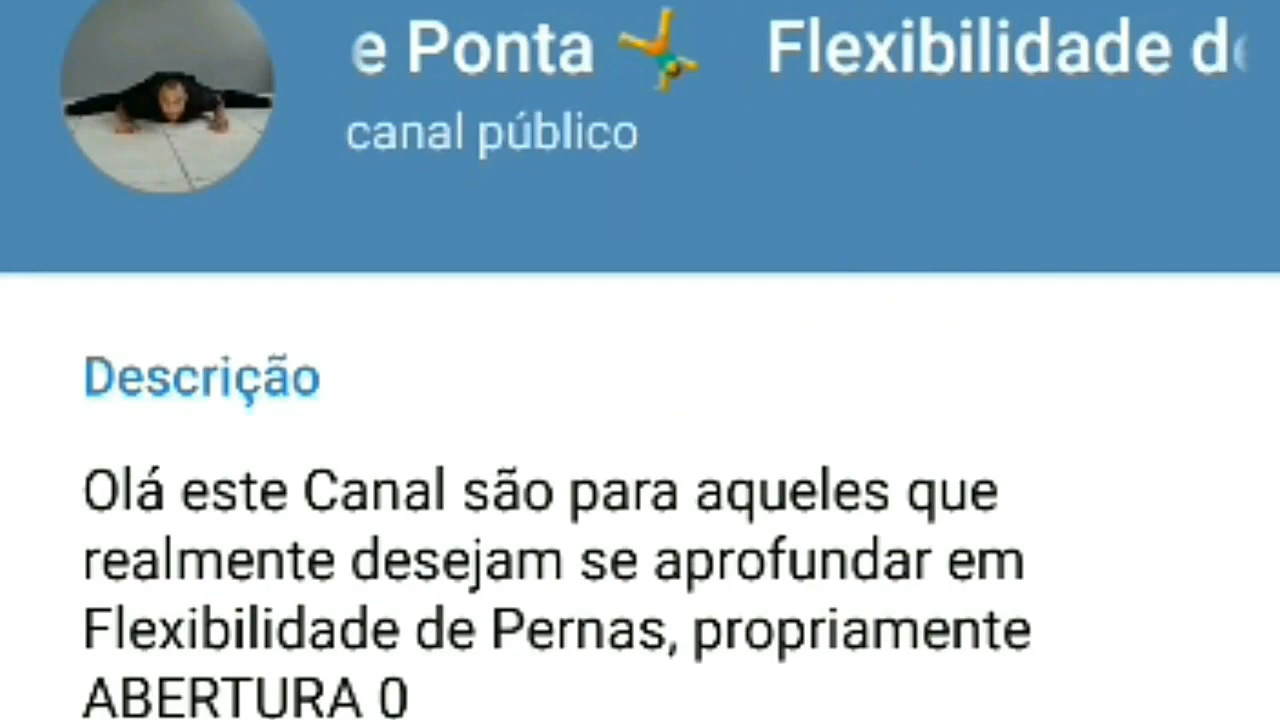 e Ponta 🤸 Flexibilidade d
canal público
Descrição
Olá este Canal são para aqueles que
realmente desejam se aprofundar em
Flexibilidade de Pernas, propriamente
ABERTURA 0